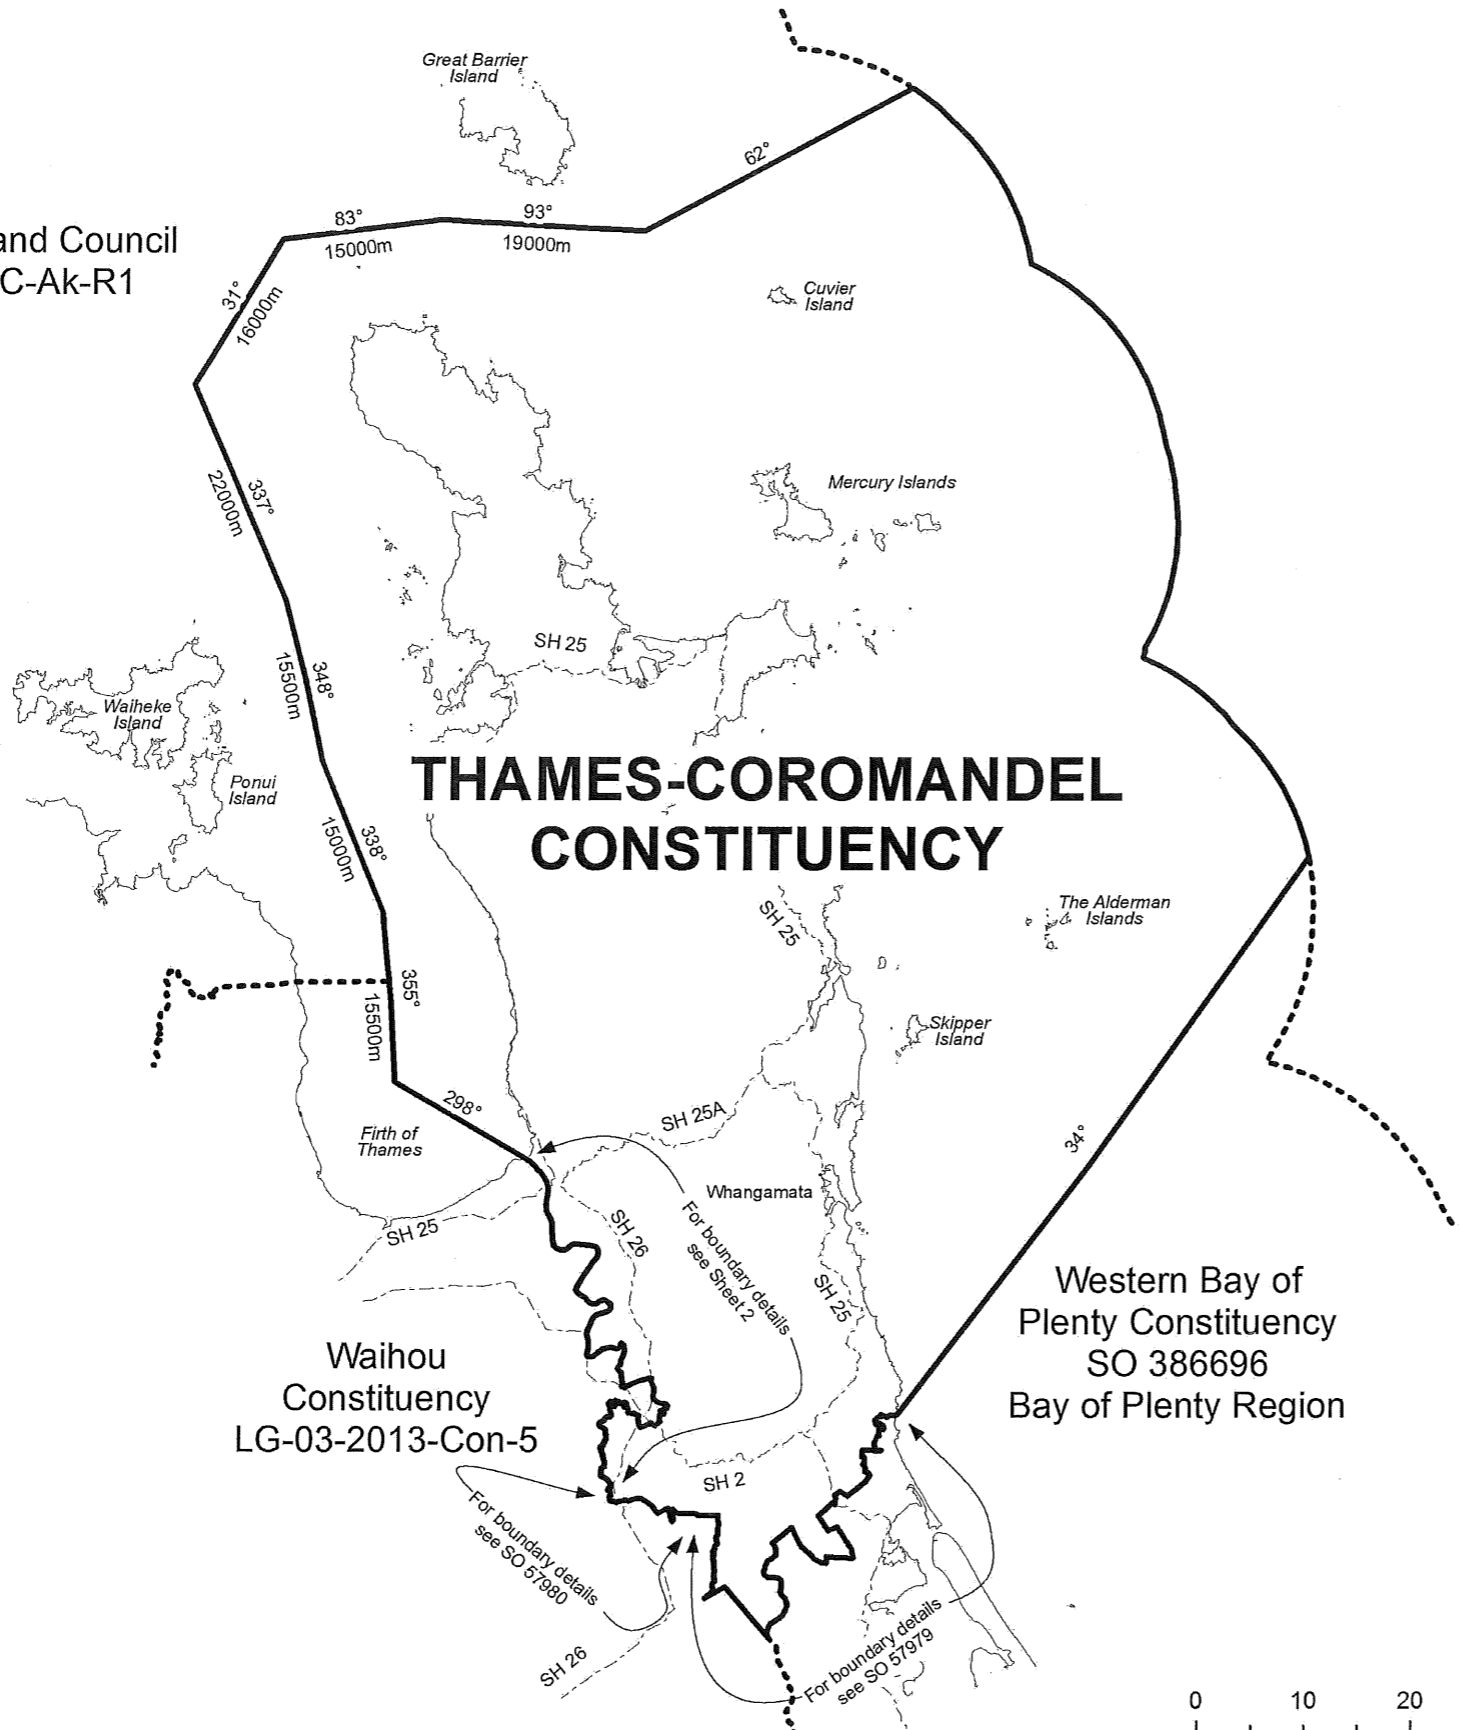 Great Barrier
Island
62°
83°
93°
15000m
19000m
and Council
C-Ak-R1
31°
16000m
Cuvier
Island
337°
22000m
Mercury Islands
SH 25
348°
15500m
Waiheke
Island
Ponui
Island
THAMES-COROMANDEL
CONSTITUENCY
338°
15000m
SH 25
The Alderman
Islands
355°
15500m
Skipper
Island
298°
SH 25A
34°
Firth of
Thames
Whangamata
SH 25
SH 26
For boundary details
see Sheet 2
SH 25
Western Bay of
Plenty Constituency
SO 386696
Bay of Plenty Region
Waihou
Constituency
LG-03-2013-Con-5
SH 2
For boundary details
see SO 57980
For boundary details
see SO 57979
SH 26
0 10 20